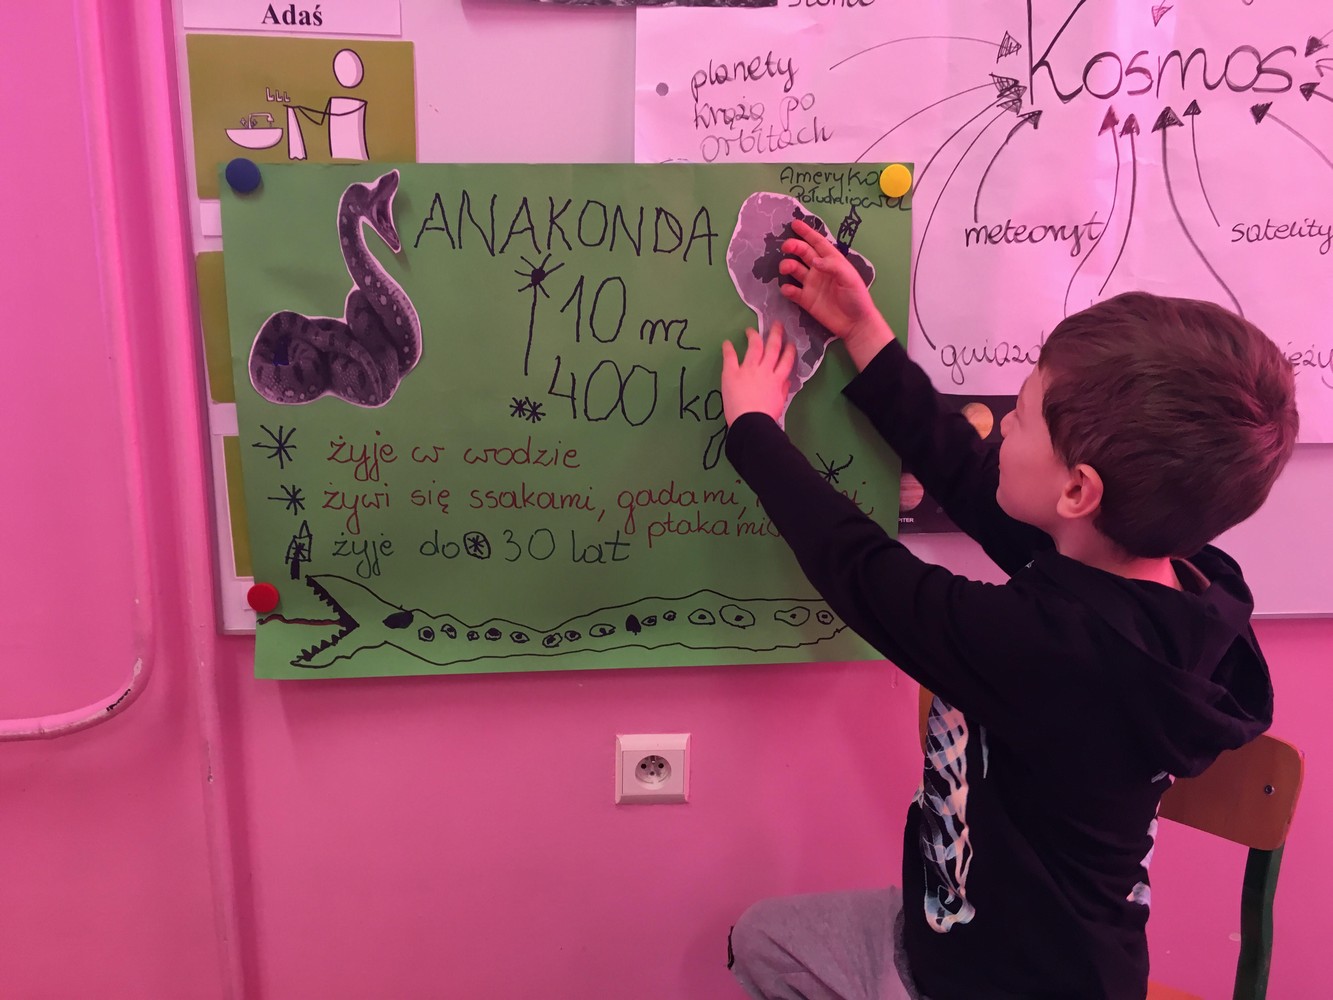 Adaś
planety
krążą po
orbitach
Kosmos
meteoryt
satelity
ANAKONDA
10 m
400 kg
Ameryka
Południowa
żyje w wodzie
żywi się ssakami, gadami,
ptakami
żyje do 30 lat